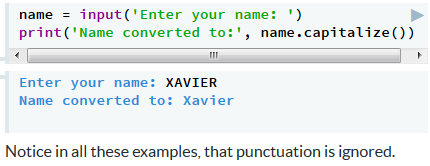 name = input('Enter your name: ')
print('Name converted to:', name.capitalize())
Enter your name: XAVIER
Name converted to: Xavier
Notice in all these examples, that punctuation is ignored.